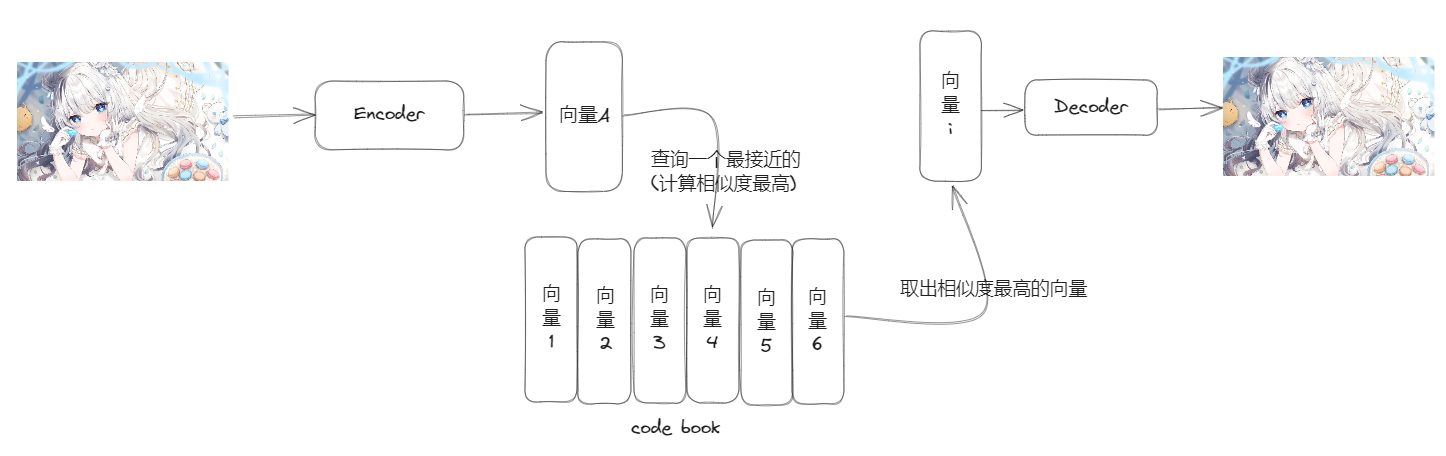 Encoder
向量A
查询一个最接近的
(计算相似度最高)
向
量
1
向
量
2
向
量
3
向
量
4
向
量
5
向
量
6
code book
取出相似度最高的向量
向
量
i
Decoder